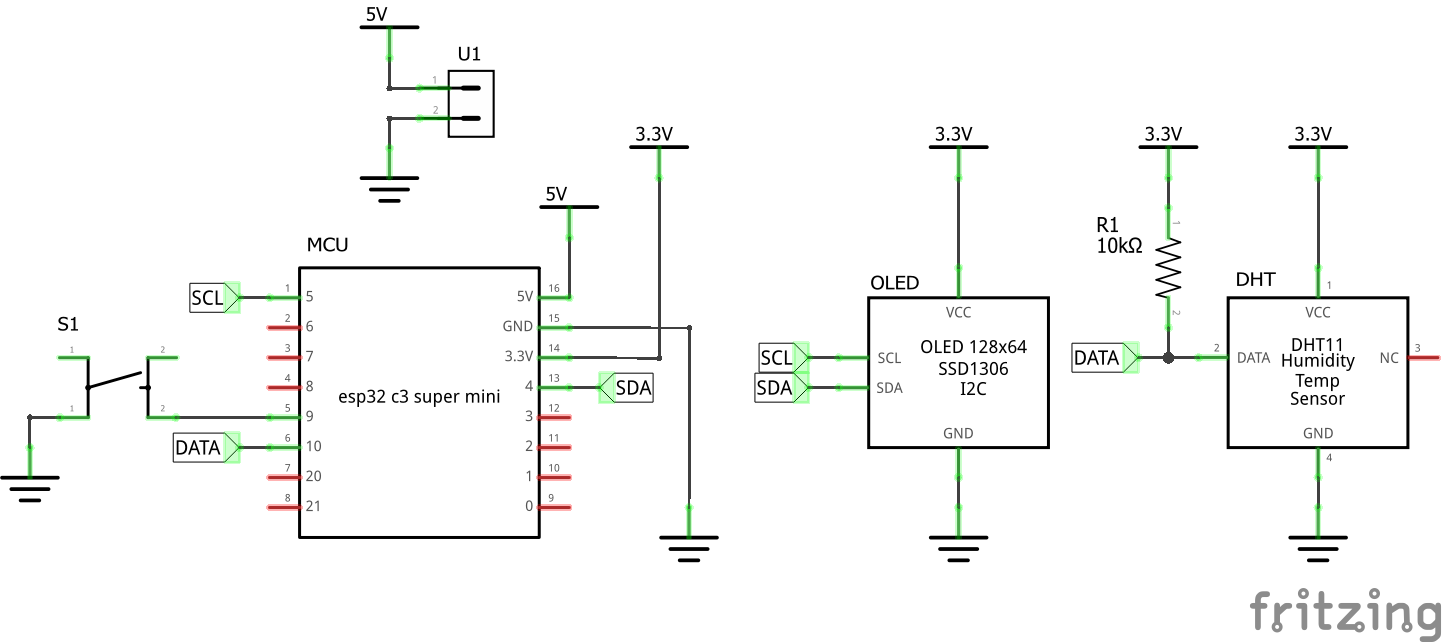 5V
U1
1
2
3.3V
3.3V
3.3V
3.3V
5V
R1
10kΩ
1
2
MCU
SCL
1
5
2
6
3
7
4
8
5
9
6
10
7
20
8
21
DATA
esp32 c3 super mini
5V
16
GND
15
3.3V
14
4
13
SDA
3
12
2
11
1
10
0
9
S1
1
2
1
2
OLED
VCC
OLED 128x64
SSD1306
I2C
SCL
SCL
SDA
SDA
GND
DHT
1
VCC
DATA
2
DATA
DHT11
Humidity
Temp
Sensor
NC
3
GND
4
fritzing